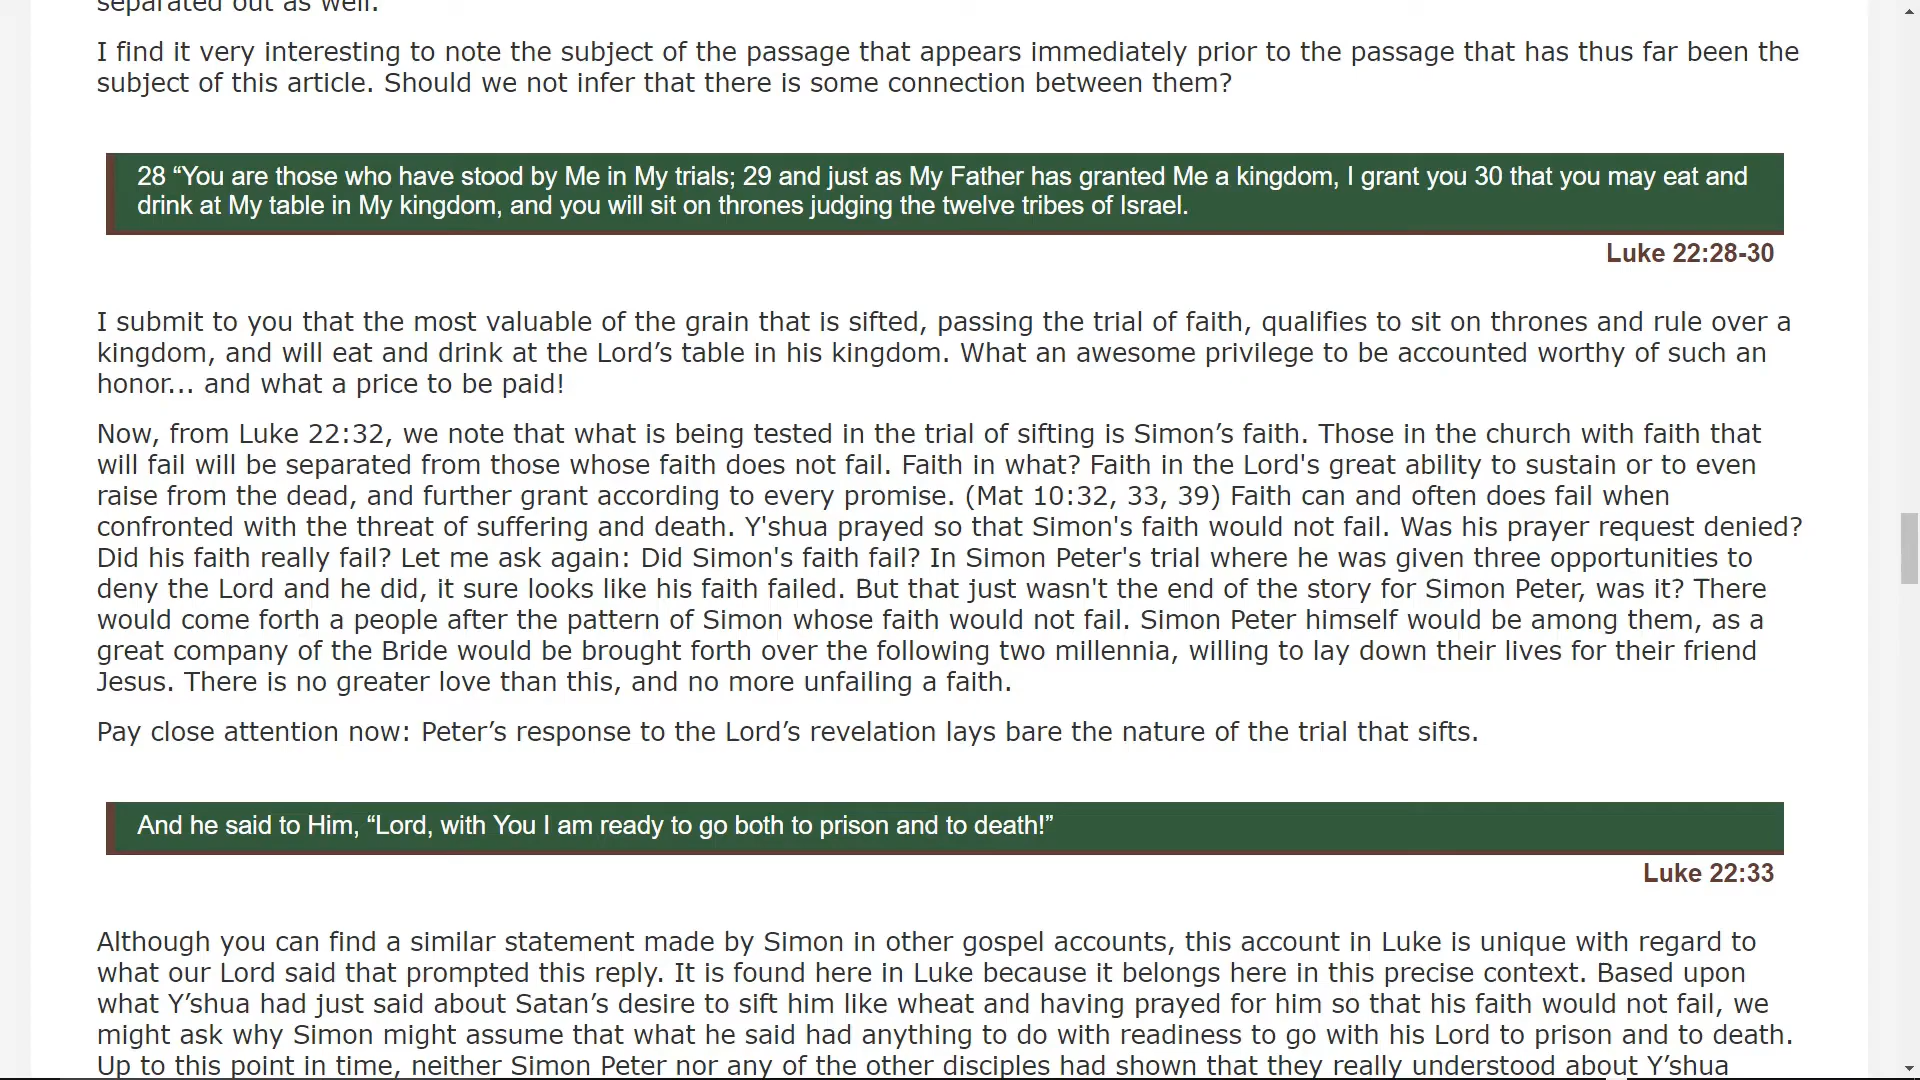 separated out as well.
I find it very interesting to note the subject of the passage that appears immediately prior to the passage that has thus far been the
subject of this article. Should we not infer that there is some connection between them?
28 “You are those who have stood by Me in My trials; 29 and just as My Father has granted Me a kingdom, I grant you 30 that you may eat and
drink at My table in My kingdom, and you will sit on thrones judging the twelve tribes of Israel.
Luke 22:28-30
I submit to you that the most valuable of the grain that is sifted, passing the trial of faith, qualifies to sit on thrones and rule over a
kingdom, and will eat and drink at the Lord’s table in his kingdom. What an awesome privilege to be accounted worthy of such an
honor... and what a price to be paid!
Now, from Luke 22:32, we note that what is being tested in the trial of sifting is Simon’s faith. Those in the church with faith that
will fail will be separated from those whose faith does not fail. Faith in what? Faith in the Lord's great ability to sustain or to even
raise from the dead, and further grant according to every promise. (Mat 10:32, 33, 39) Faith can and often does fail when
confronted with the threat of suffering and death. Y'shua prayed so that Simon's faith would not fail. Was his prayer request denied?
Did his faith really fail? Let me ask again: Did Simon's faith fail? In Simon Peter's trial where he was given three opportunities to
deny the Lord and he did, it sure looks like his faith failed. But that just wasn't the end of the story for Simon Peter, was it? There
would come forth a people after the pattern of Simon whose faith would not fail. Simon Peter himself would be among them, as a
great company of the Bride would be brought forth over the following two millennia, willing to lay down their lives for their friend
Jesus. There is no greater love than this, and no more unfailing a faith.
Pay close attention now: Peter’s response to the Lord’s revelation lays bare the nature of the trial that sifts.
And he said to Him, “Lord, with You I am ready to go both to prison and to death!”
Luke 22:33
Although you can find a similar statement made by Simon in other gospel accounts, this account in Luke is unique with regard to
what our Lord said that prompted this reply. It is found here in Luke because it belongs here in this precise context. Based upon
what Y’shua had just said about Satan’s desire to sift him like wheat and having prayed for him so that his faith would not fail, we
might ask why Simon might assume that what he said had anything to do with readiness to go with his Lord to prison and to death.
Up to this point in time, neither Simon Peter nor any of the other disciples had shown that they really understood about Y’shua